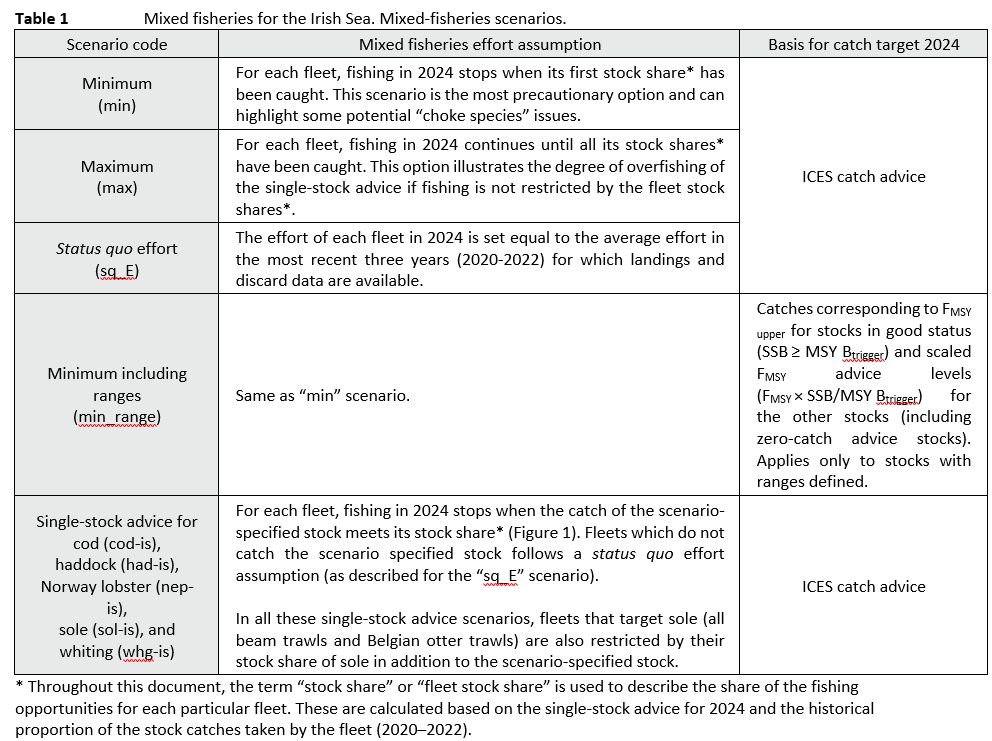 Table 1 Mixed fisheries for the Irish Sea. Mixed-fisheries scenarios.
Scenario code
Mixed fisheries effort assumption
Basis for catch target 2024
Minimum
(min)
For each fleet, fishing in 2024 stops when its first stock share* has
been caught. This scenario is the most precautionary option and can
highlight some potential “choke species” issues.
ICES catch advice
Maximum
(max)
For each fleet, fishing in 2024 continues until all its stock shares*
have been caught. This option illustrates the degree of overfishing of
the single-stock advice if fishing is not restricted by the fleet stock
shares*.
Status quo effort
(sq_E)
The effort of each fleet in 2024 is set equal to the average effort in
the most recent three years (2020-2022) for which landings and
discard data are available.
Minimum including
ranges
(min_range)
Same as “min” scenario.
Catches corresponding to FMSY
upper for stocks in good status
(SSB ≥ MSY Btrigger) and scaled
FMSY advice levels
(FMSY × SSB/MSY Btrigger) for
the other stocks (including
zero-catch advice stocks).
Applies only to stocks with
ranges defined.
Single-stock advice for
cod (cod-is),
haddock (had-is),
Norway lobster (nep-
is),
sole (sol-is), and
whiting (whg-is)
For each fleet, fishing in 2024 stops when the catch of the scenario-
specified stock meets its stock share* (Figure 1). Fleets which do not
catch the scenario specified stock follows a status quo effort
assumption (as described for the “sq_E” scenario).
In all these single-stock advice scenarios, fleets that target sole (all
beam trawls and Belgian otter trawls) are also restricted by their
stock share of sole in addition to the scenario-specified stock.
ICES catch advice
* Throughout this document, the term “stock share” or “fleet stock share” is used to describe the share of the fishing
opportunities for each particular fleet. These are calculated based on the single-stock advice for 2024 and the historical
proportion of the stock catches taken by the fleet (2020–2022).